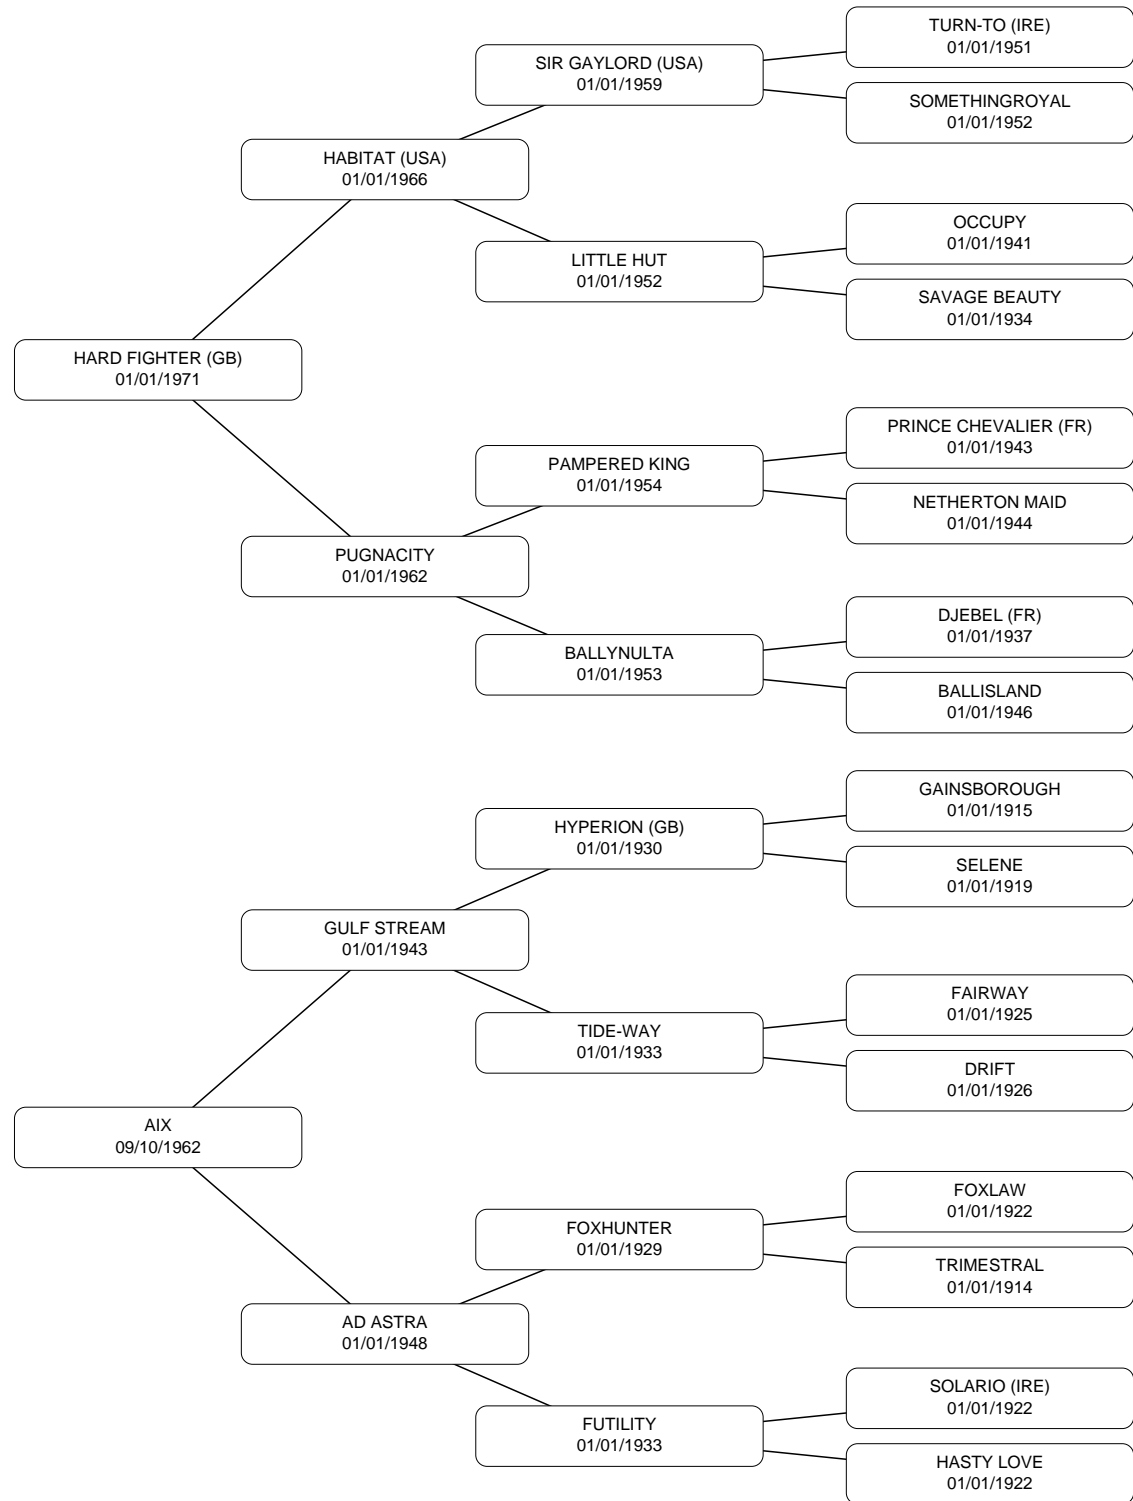 TURN-TO (IRE)
01/01/1951
SIR GAYLORD (USA)
01/01/1959
SOMETHINGROYAL
01/01/1952
HABITAT (USA)
01/01/1966
OCCUPY
01/01/1941
LITTLE HUT
01/01/1952
SAVAGE BEAUTY
01/01/1934
HARD FIGHTER (GB)
01/01/1971
PRINCE CHEVALIER (FR)
01/01/1943
PAMPERED KING
01/01/1954
NETHERTON MAID
01/01/1944
PUGNACITY
01/01/1962
DJEBEL (FR)
01/01/1937
BALLYNULTA
01/01/1953
BALLISLAND
01/01/1946
GAINSBOROUGH
01/01/1915
HYPERION (GB)
01/01/1930
SELENE
01/01/1919
GULF STREAM
01/01/1943
FAIRWAY
01/01/1925
TIDE-WAY
01/01/1933
DRIFT
01/01/1926
AIX
09/10/1962
FOXLAW
01/01/1922
FOXHUNTER
01/01/1929
TRIMESTRAL
01/01/1914
AD ASTRA
01/01/1948
SOLARIO (IRE)
01/01/1922
FUTILITY
01/01/1933
HASTY LOVE
01/01/1922